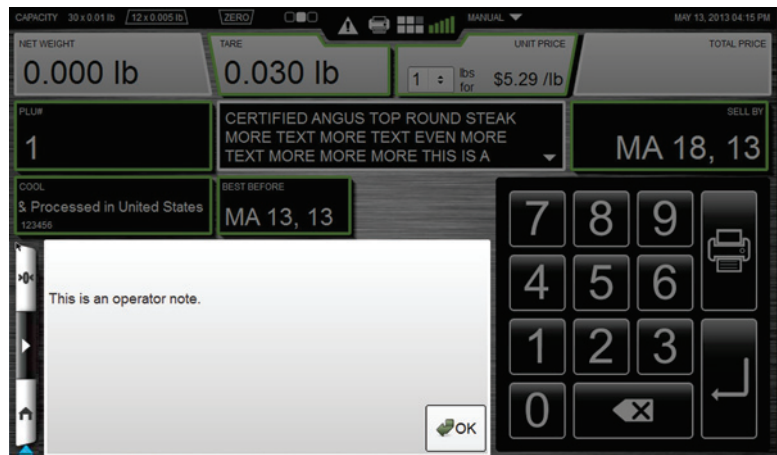 CAPACITY 30 x 0.01 lb 12 x 0.005 lb ZERO MANUAL MAY 13, 2013 04:15 PM
NET WEIGHT
0.000 lb
TARE
0.030 lb
UNIT PRICE
1 lbs for $5.29 /lb
TOTAL PRICE
PLU#
1
CERTIFIED ANGUS TOP ROUND STEAK
MORE TEXT MORE TEXT EVEN MORE
TEXT MORE MORE MORE THIS IS A
SELL BY
MA 18, 13
COOL
& Processed in United States
123456
BEST BEFORE
MA 13, 13
>0<
This is an operator note.
OK
7 8 9
4 5 6
1 2 3
0